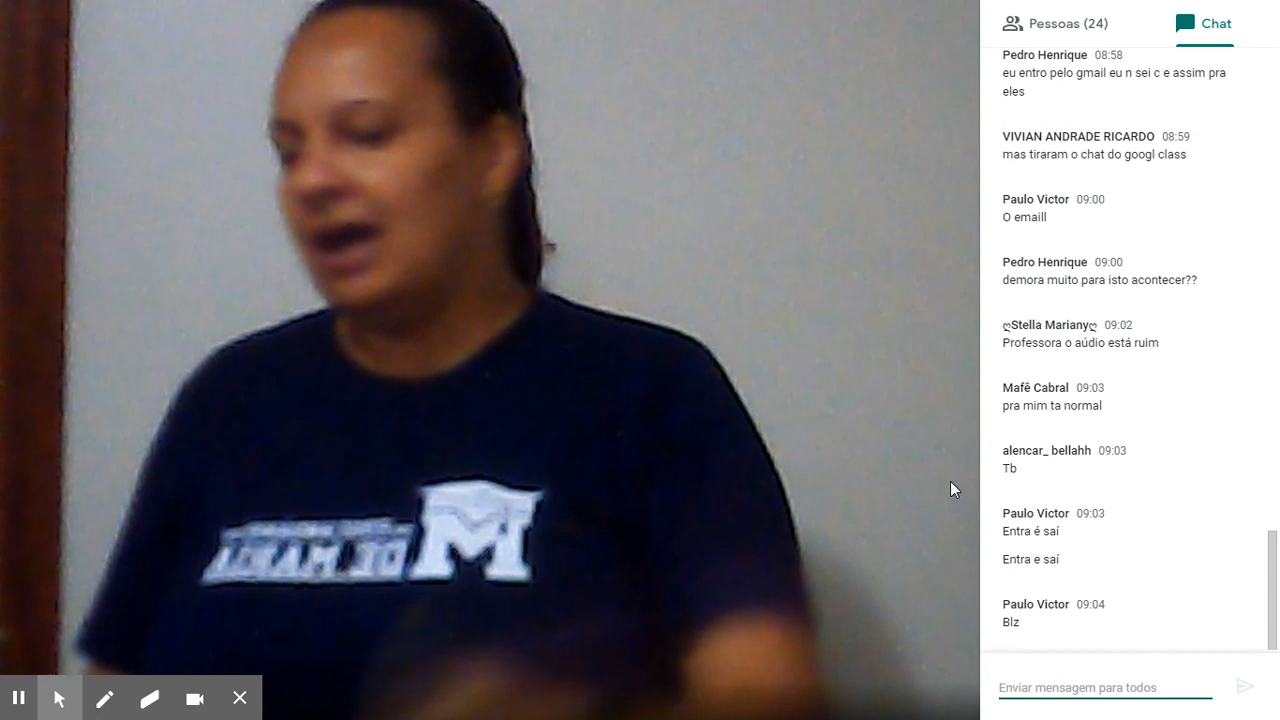 Pessoas (24)
Chat
Pedro Henrique 08:58
eu entro pelo gmail eu n sei c e assim pra
eles
VIVIAN ANDRADE RICARDO 08:59
mas tiraram o chat do googl class
Paulo Victor 09:00
O emaill
Pedro Henrique 09:00
demora muito para isto acontecer??
ღStella Marianyღ 09:02
Professora o aúdio está ruim
Mafê Cabral 09:03
pra mim ta normal
alencar_ bellahh 09:03
Tb
Paulo Victor 09:03
Entra é saí
Entra e saí
Paulo Victor 09:04
Blz
Enviar mensagem para todos
M